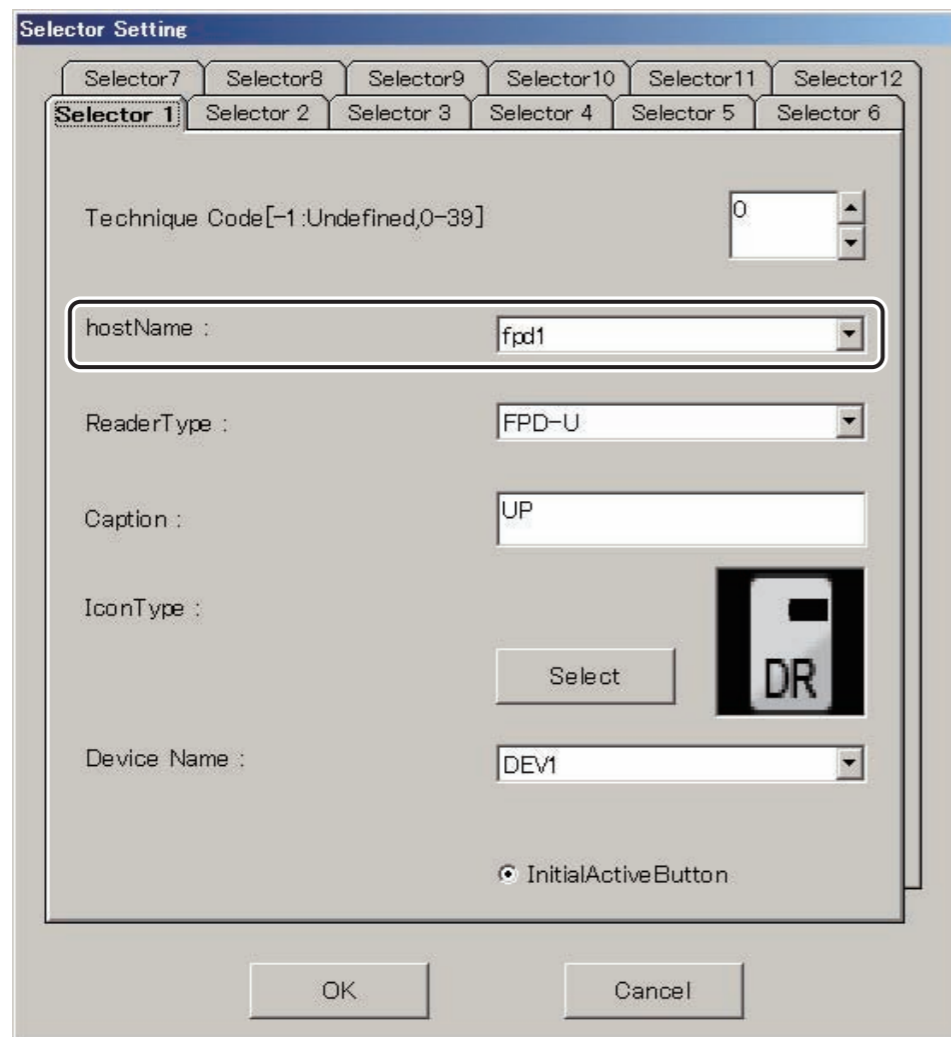 Selector Setting
Selector7 Selector8 Selector9 Selector10 Selector11 Selector12
Selector 1 Selector 2 Selector 3 Selector 4 Selector 5 Selector 6
Technique Code[-1:Undefined,0-39] 0
hostName : fpd1
ReaderType : FPD-U
Caption : UP
IconType :
Select DR
Device Name : DEV1
InitialActiveButton
OK Cancel